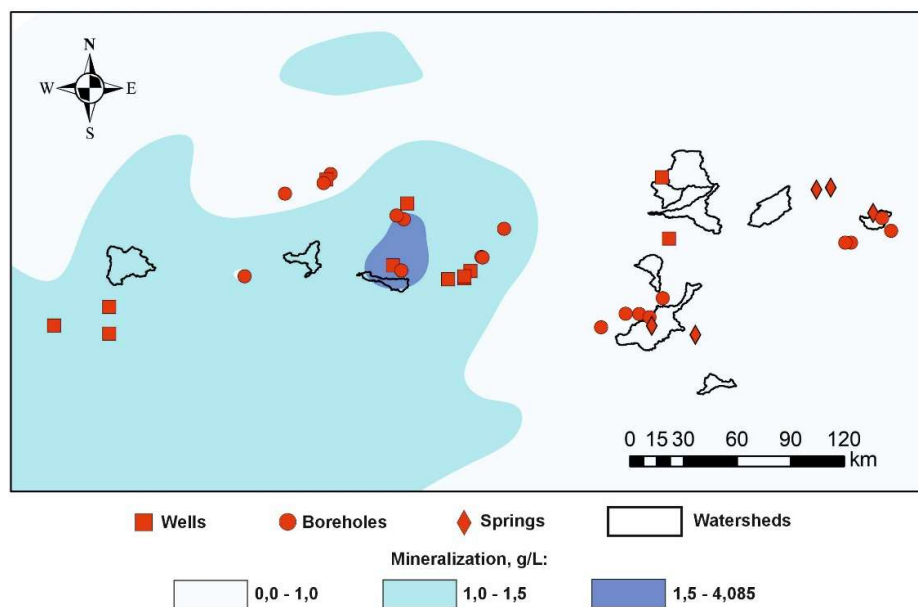 N
W E
S
0 15 30 60 90 120
km
Wells Boreholes Springs Watersheds
Mineralization, g/L:
0,0 - 1,0 1,0 - 1,5 1,5 - 4,085